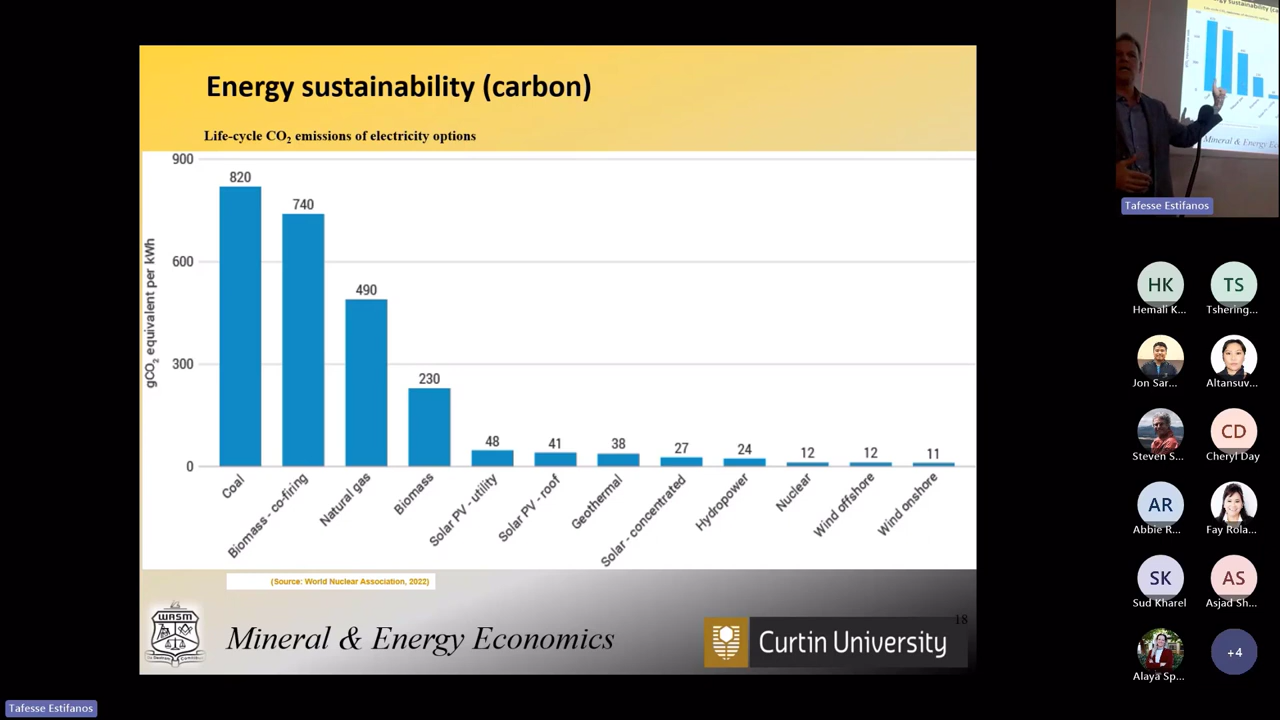 Energy sustainability (carbon)
Life-cycle CO₂ emissions of electricity options
gCO₂ equivalent per kWh
900
600
300
0
820
740
490
230
48
41
38
27
24
12
12
11
Coal
Biomass - co-firing
Natural gas
Biomass
Solar PV - utility
Solar PV - roof
Geothermal
Solar - concentrated
Hydropower
Nuclear
Wind offshore
Wind onshore
(Source: World Nuclear Association, 2022)
18
WASM
Mineral & Energy Economics
Curtin University
Tafesse Estifanos
Mineral & Energy Ec
Tafesse Estifanos
HK
Hemali K...
TS
Tshering...
Jon Sar...
Altansuv...
Steven S...
CD
Cheryl Day
AR
Abbie R...
Fay Rola...
SK
Sud Kharel
AS
Asjad Sh...
Alaya Sp...
+4